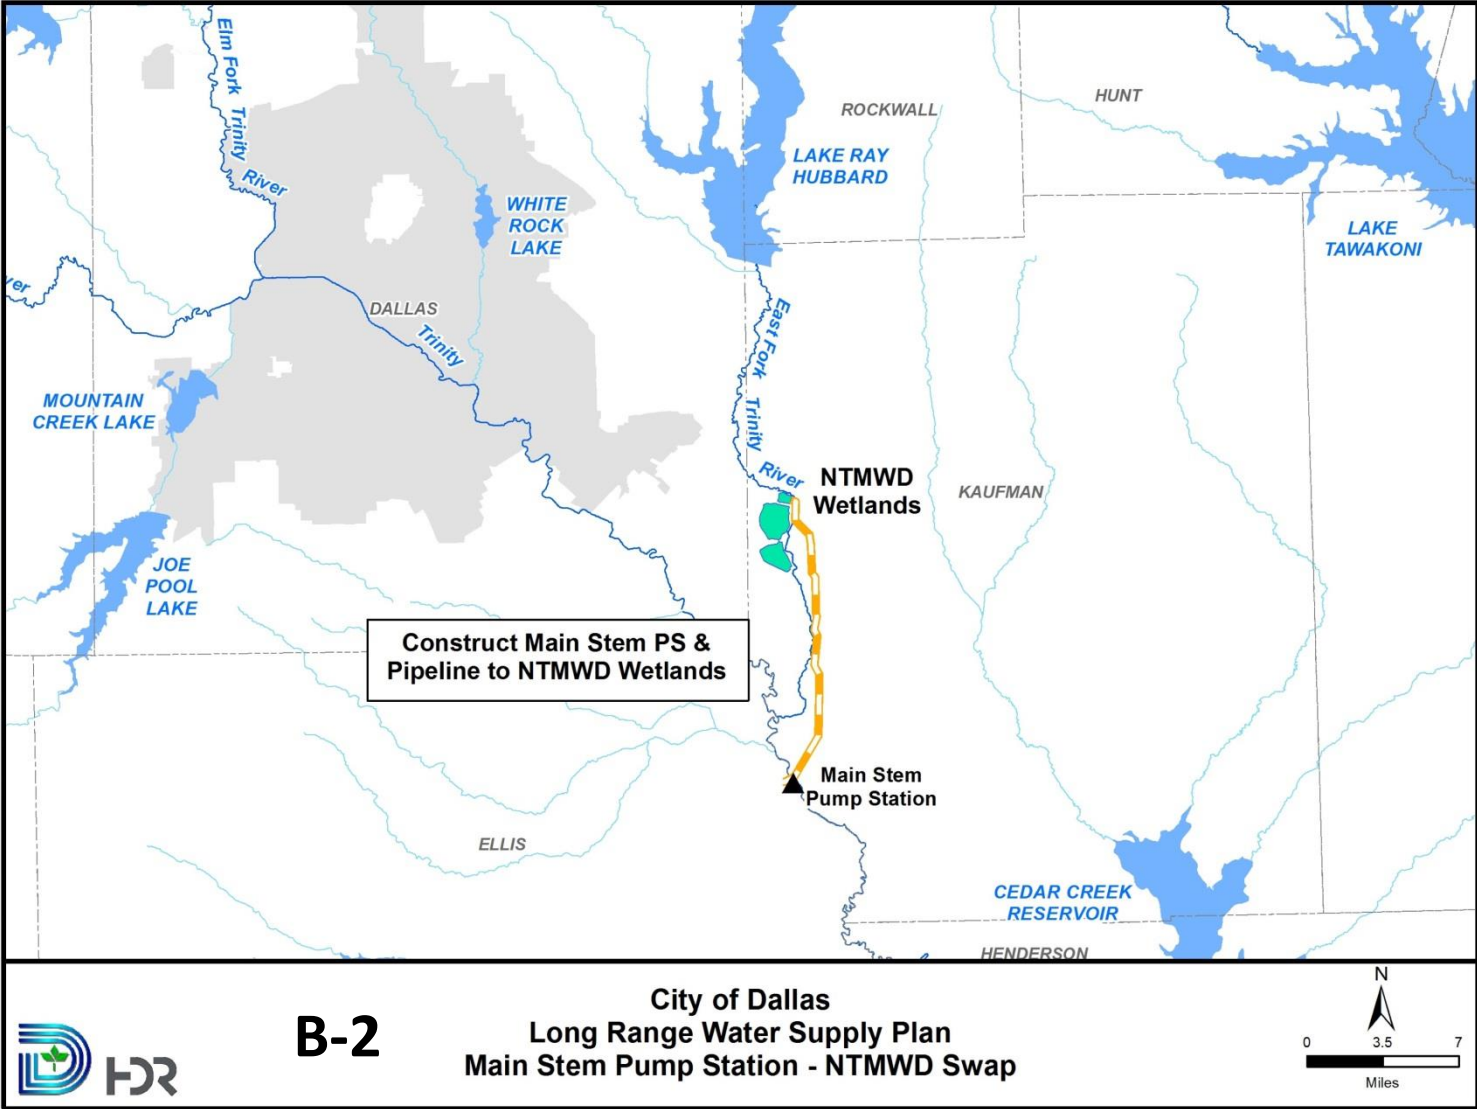 Elm Fork Trinity River
ROCKWALL
HUNT
LAKE RAY
HUBBARD
WHITE
ROCK
LAKE
LAKE
TAWAKONI
ver
DALLAS
Trinity
East Fork Trinity River
MOUNTAIN
CREEK LAKE
NTMWD
Wetlands
KAUFMAN
JOE
POOL
LAKE
Construct Main Stem PS &
Pipeline to NTMWD Wetlands
Main Stem
Pump Station
ELLIS
CEDAR CREEK
RESERVOIR
HENDERSON
HDR
B-2
City of Dallas
Long Range Water Supply Plan
Main Stem Pump Station - NTMWD Swap
N
0 3.5 7
Miles